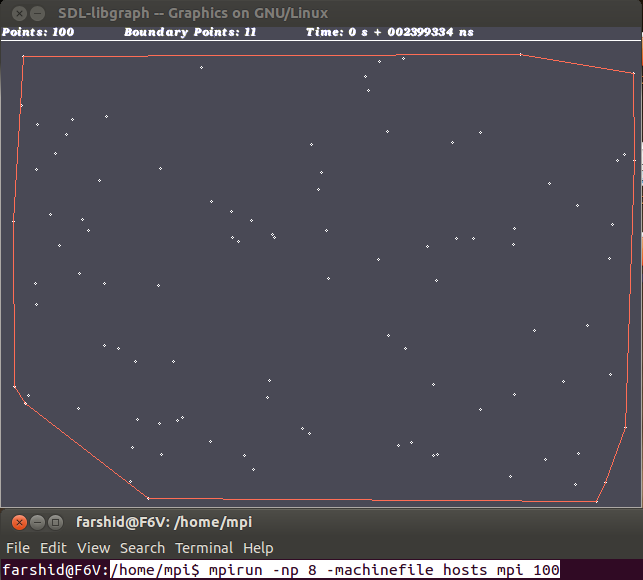 SDL-libgraph -- Graphics on GNU/Linux
Points: 100 Boundary Points: 11 Time: 0 s + 002399334 ns
farshid@F6V: /home/mpi
File Edit View Search Terminal Help
farshid@F6V:/home/mpi$ mpirun -np 8 -machinefile hosts mpi 100